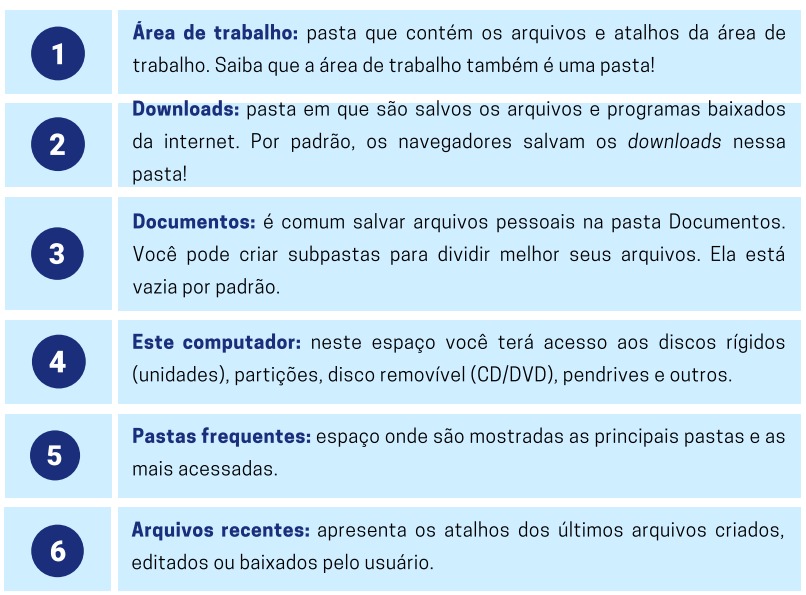 1
Área de trabalho: pasta que contém os arquivos e atalhos da área de
trabalho. Saiba que a área de trabalho também é uma pasta!
2
Downloads: pasta em que são salvos os arquivos e programas baixados
da internet. Por padrão, os navegadores salvam os downloads nessa
pasta!
3
Documentos: é comum salvar arquivos pessoais na pasta Documentos.
Você pode criar subpastas para dividir melhor seus arquivos. Ela está
vazia por padrão.
4
Este computador: neste espaço você terá acesso aos discos rígidos
(unidades), partições, disco removível (CD/DVD), pendrives e outros.
5
Pastas frequentes: espaço onde são mostradas as principais pastas e as
mais acessadas.
6
Arquivos recentes: apresenta os atalhos dos últimos arquivos criados,
editados ou baixados pelo usuário.